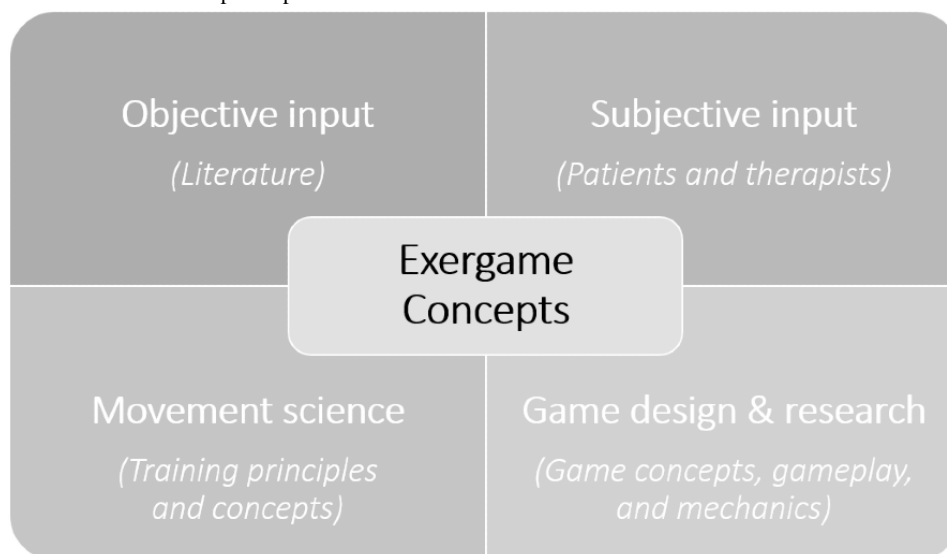 Objective input
(Literature)
Subjective input
(Patients and therapists)
Exergame
Concepts
Movement science
(Training principles
and concepts)
Game design & research
(Game concepts, gameplay,
and mechanics)